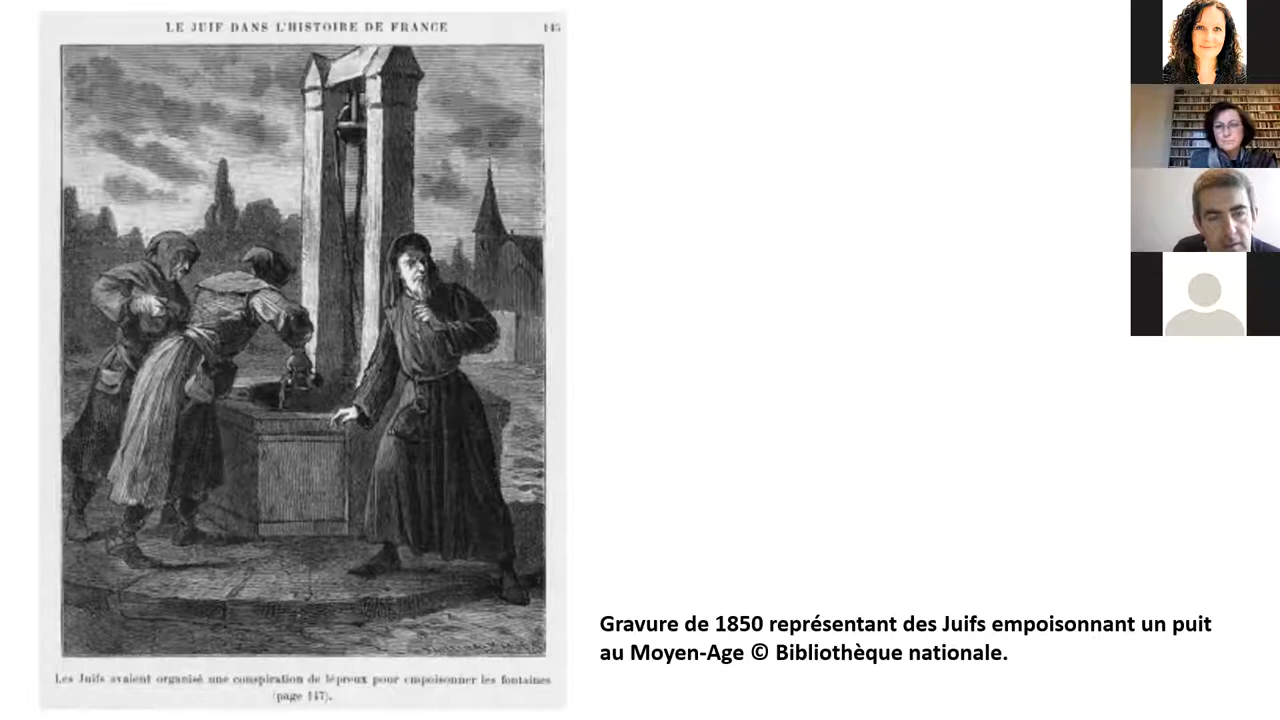 LE JUIF DANS L'HISTOIRE DE FRANCE 145
Gravure de 1850 représentant des Juifs empoisonnant un puit
au Moyen-Age © Bibliothèque nationale.
Les Juifs avaient organisé une conspiration de lépreux pour empoisonner les fontaines
(page 147).